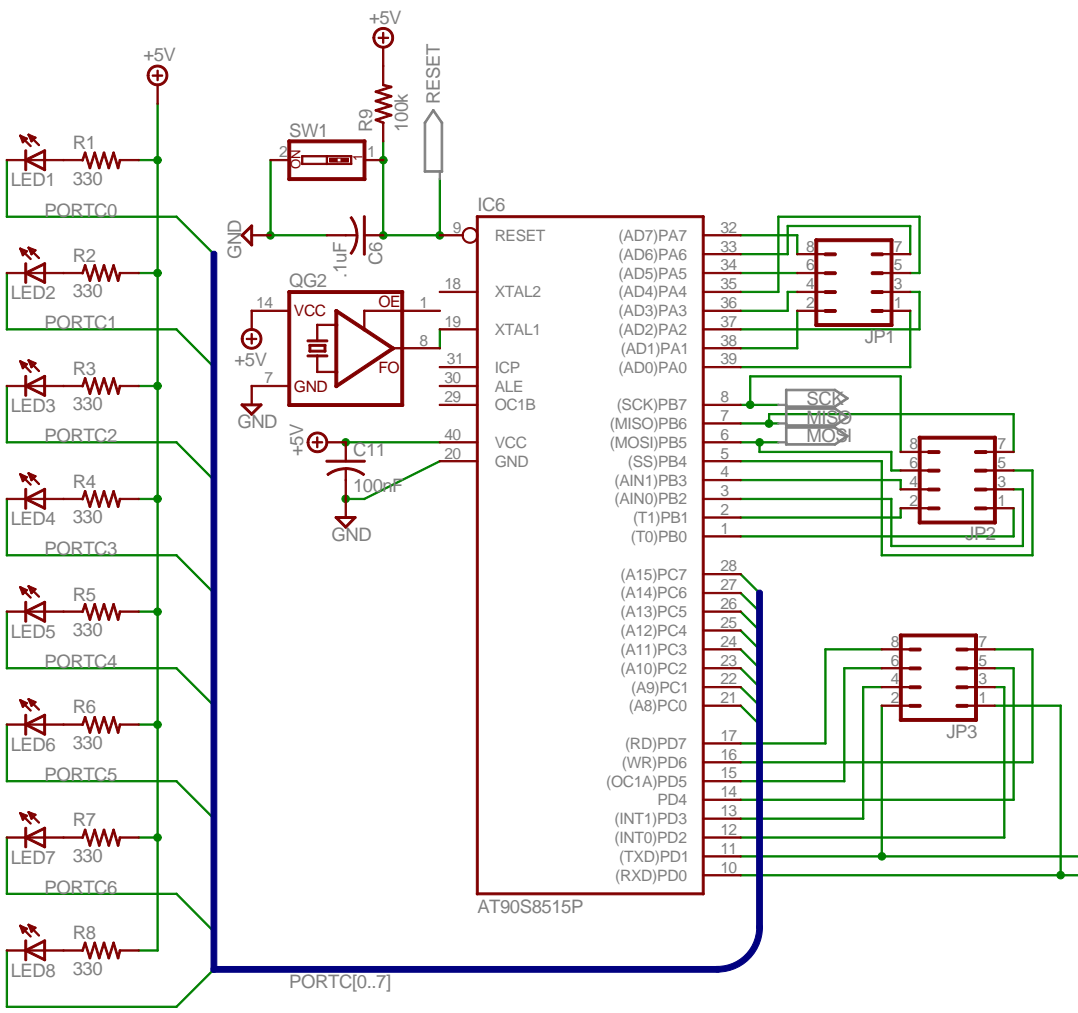 +5V
R1
330
LED1
PORTC0
R2
330
LED2
PORTC1
R3
330
LED3
PORTC2
R4
330
LED4
PORTC3
R5
330
LED5
PORTC4
R6
330
LED6
PORTC5
R7
330
LED7
PORTC6
R8
330
LED8
PORTC[0..7]
+5V
R9
100k
RESET
SW1
2
ON
1
1
GND
.1uF
C6
QG2
14
VCC
OE
1
+5V
8
FO
7
GND
GND
+5V
C11
100nF
GND
IC6
9 RESET
18 XTAL2
19 XTAL1
31 ICP
30 ALE
29 OC1B
40 VCC
20 GND
(AD7)PA7 32
(AD6)PA6 33
(AD5)PA5 34
(AD4)PA4 35
(AD3)PA3 36
(AD2)PA2 37
(AD1)PA1 38
(AD0)PA0 39
(SCK)PB7 8
(MISO)PB6 7
(MOSI)PB5 6
(SS)PB4 5
(AIN1)PB3 4
(AIN0)PB2 3
(T1)PB1 2
(T0)PB0 1
(A15)PC7 28
(A14)PC6 27
(A13)PC5 26
(A12)PC4 25
(A11)PC3 24
(A10)PC2 23
(A9)PC1 22
(A8)PC0 21
(RD)PD7 17
(WR)PD6 16
(OC1A)PD5 15
PD4 14
(INT1)PD3 13
(INT0)PD2 12
(TXD)PD1 11
(RXD)PD0 10
AT90S8515P
8 7
6 5
4 3
2 1
JP1
SCK
MISO
MOSI
8 7
6 5
4 3
2 1
JP2
8 7
6 5
4 3
2 1
JP3